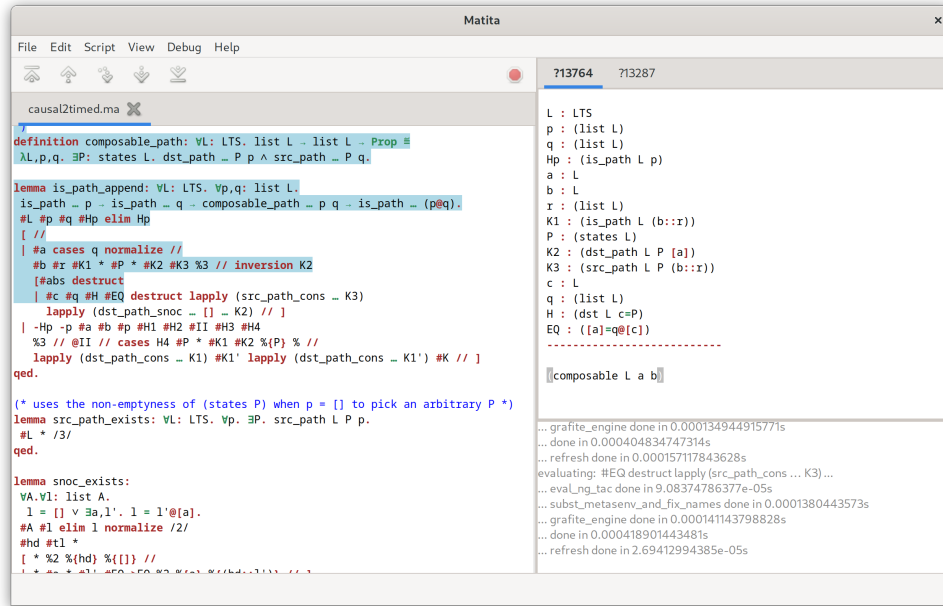 Matita
File Edit Script View Debug Help
causal2timed.ma
definition composable_path: ∀L: LTS. list L → list L → Prop ≝
λL,p,q. ∃P: states L. dst_path … P p ∧ src_path … P q.
lemma is_path_append: ∀L: LTS. ∀p,q: list L.
is_path … p → is_path … q → composable_path … p q → is_path … (p@q).
#L #p #q #Hp elim Hp
[ //
| #a cases q normalize //
#b #r #K1 * #P * #K2 #K3 %3 // inversion K2
[#abs destruct
| #c #q #H #EQ destruct lapply (src_path_cons … K3)
lapply (dst_path_snoc … [] … K2) // ]
| -Hp -p #a #b #p #H1 #H2 #II #H3 #H4
%3 // @II // cases H4 #P * #K1 #K2 %{P} % //
lapply (dst_path_cons … K1) #K1' lapply (dst_path_cons … K1') #K // ]
qed.
(* uses the non-emptyness of (states P) when p = [] to pick an arbitrary P *)
lemma src_path_exists: ∀L: LTS. ∀p. ∃P. src_path L P p.
#L * /3/
qed.
lemma snoc_exists:
∀A.∀l: list A.
l = [] ∨ ∃a,l'. l = l'@[a].
#A #l elim l normalize /2/
#hd #tl *
[ * %2 %{hd} %{[]} //
?13764 ?13287
L : LTS
p : (list L)
q : (list L)
Hp : (is_path L p)
a : L
b : L
r : (list L)
K1 : (is_path L (b::r))
P : (states L)
K2 : (dst_path L P [a])
K3 : (src_path L P (b::r))
c : L
q : (list L)
H : (dst L c=P)
EQ : ([a]=q@[c])
--------------------------
(composable L a b)
... grafite_engine done in 0.000134944915771s
... done in 0.000404834747314s
... refresh done in 0.000157117843628s
evaluating: #EQ destruct lapply (src_path_cons … K3) ...
... eval_ng_tac done in 9.08374786377e-05s
... subst_metasenv_and_fix_names done in 0.0001380443573s
... grafite_engine done in 0.000141143798828s
... done in 0.000418901443481s
... refresh done in 2.69412994385e-05s